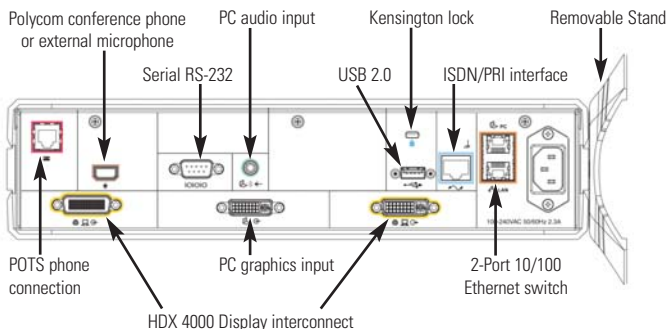 Polycom conference phone
or external microphone
PC audio input
Kensington lock
Removable Stand
Serial RS-232
USB 2.0
ISDN/PRI interface
PC
IOIOIO
LAN
100-240VAC 50/60Hz 2.3A
POTS phone
connection
PC graphics input
2-Port 10/100
Ethernet switch
HDX 4000 Display interconnect